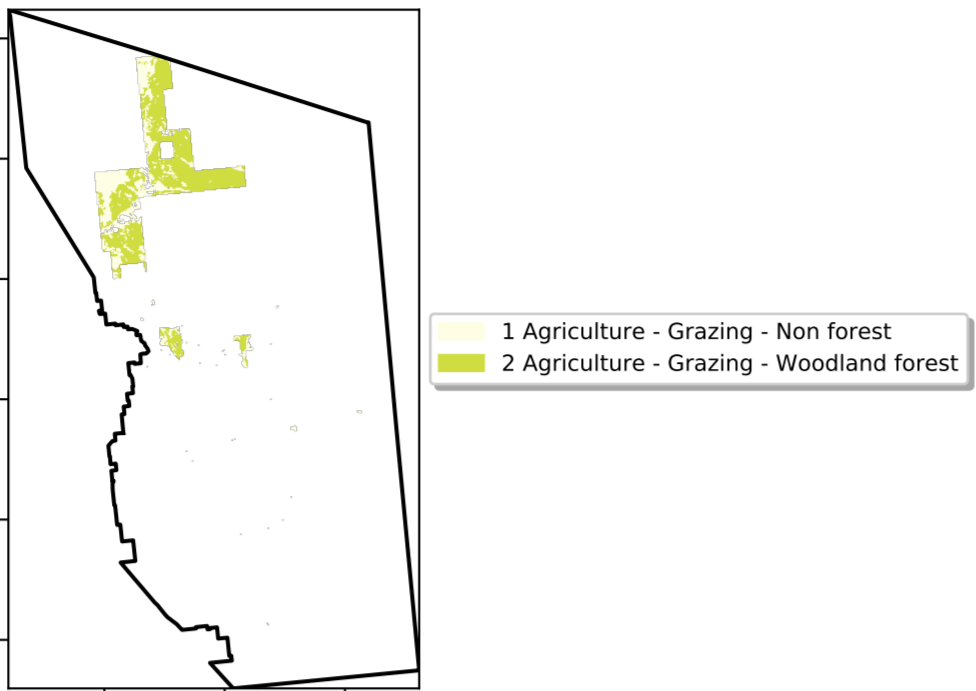 1 Agriculture - Grazing - Non forest
2 Agriculture - Grazing - Woodland forest